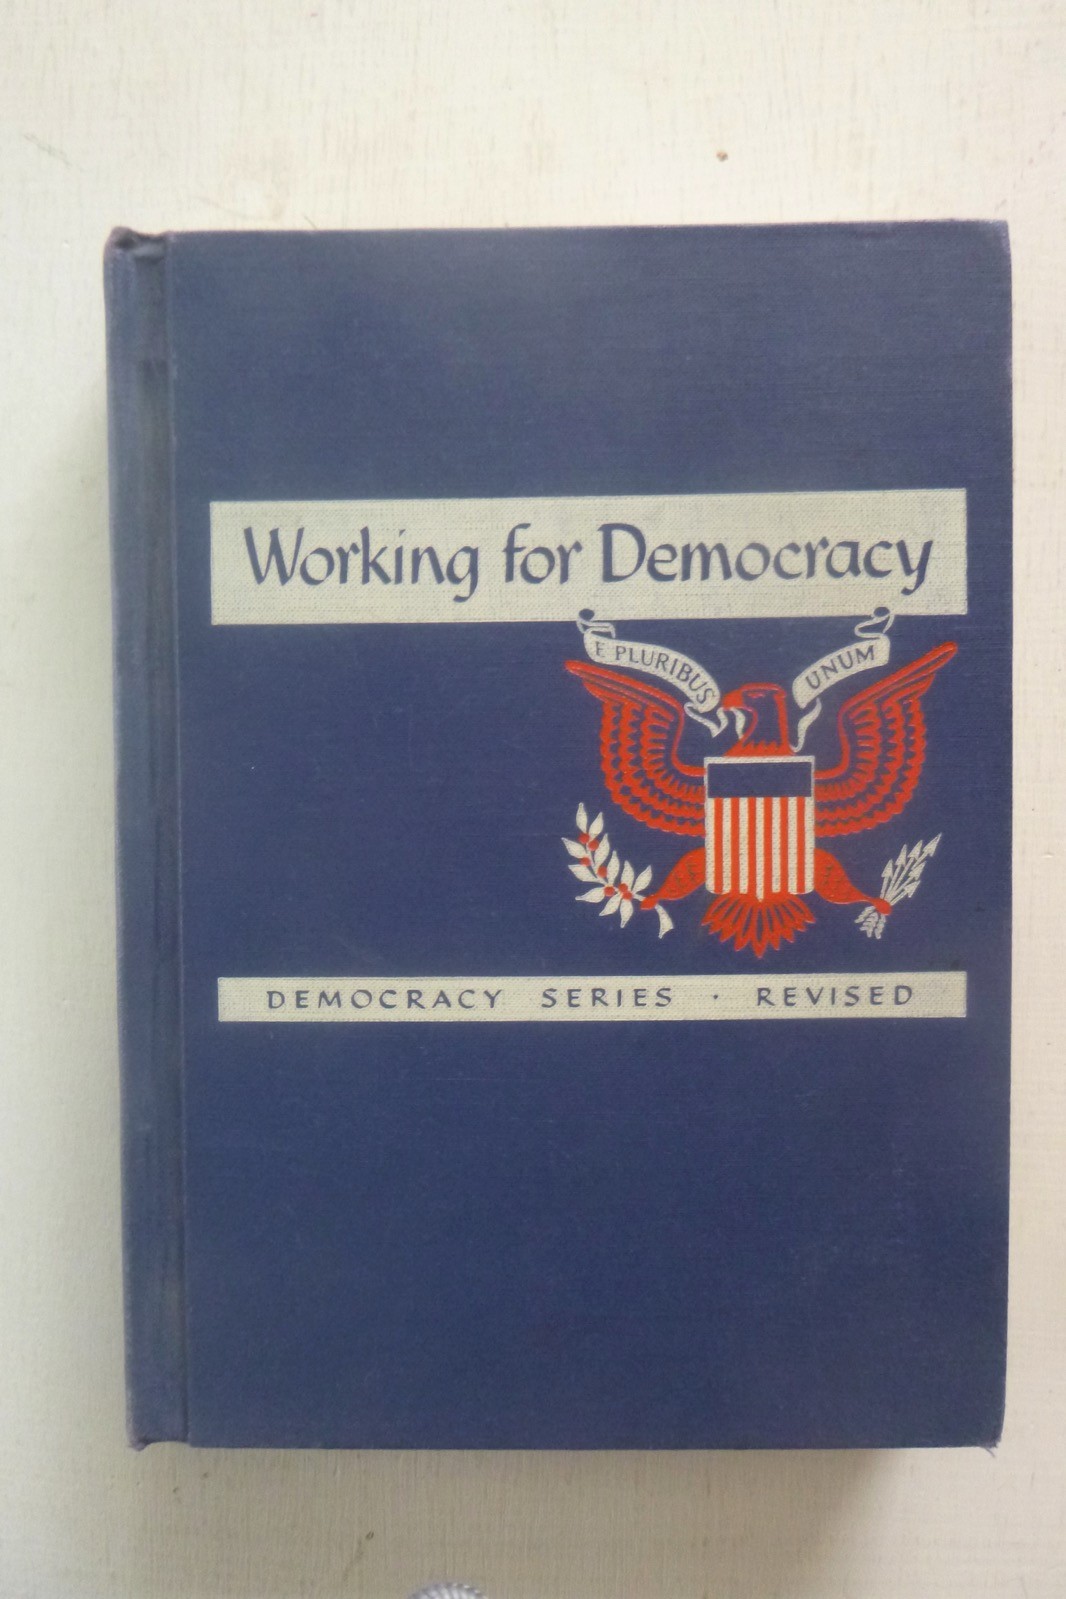 Working for Democracy
E PLURIBUS UNUM
DEMOCRACY SERIES · REVISED